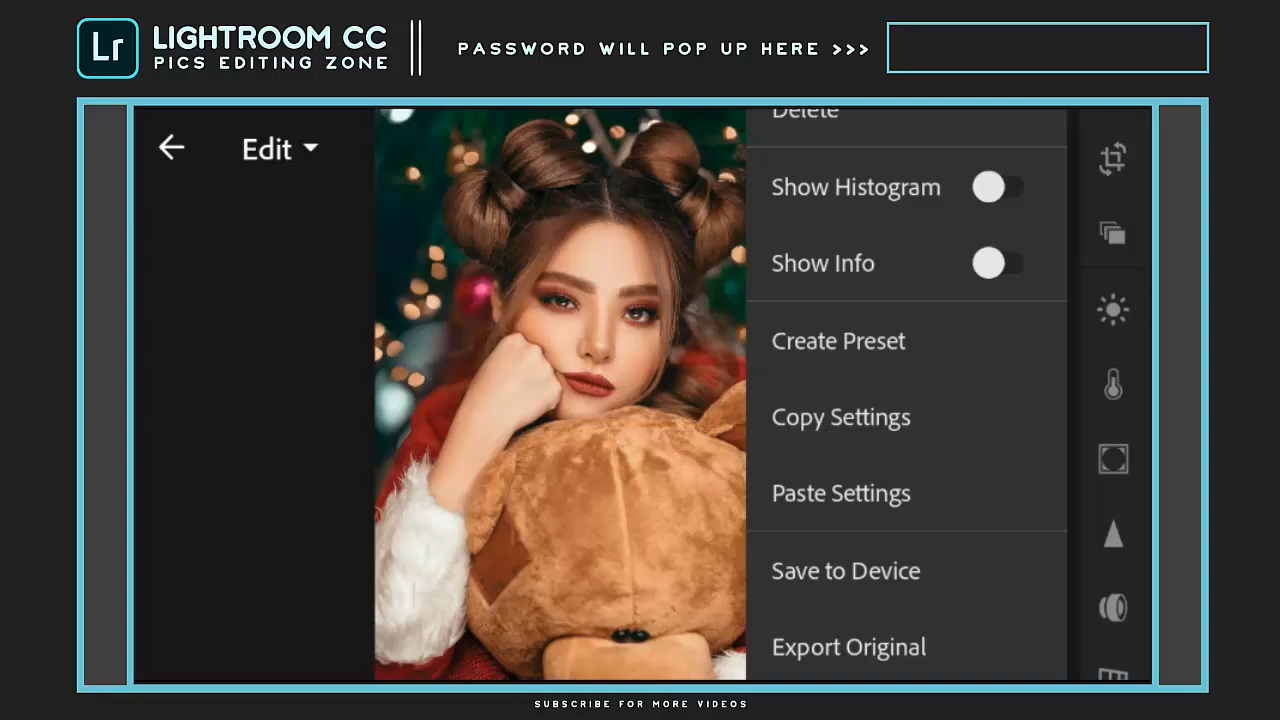 Lr
LIGHTROOM CC
PICS EDITING ZONE
PASSWORD WILL POP UP HERE >>>
Edit
Delete
Show Histogram
Show Info
Create Preset
Copy Settings
Paste Settings
Save to Device
Export Original
SUBSCRIBE FOR MORE VIDEOS